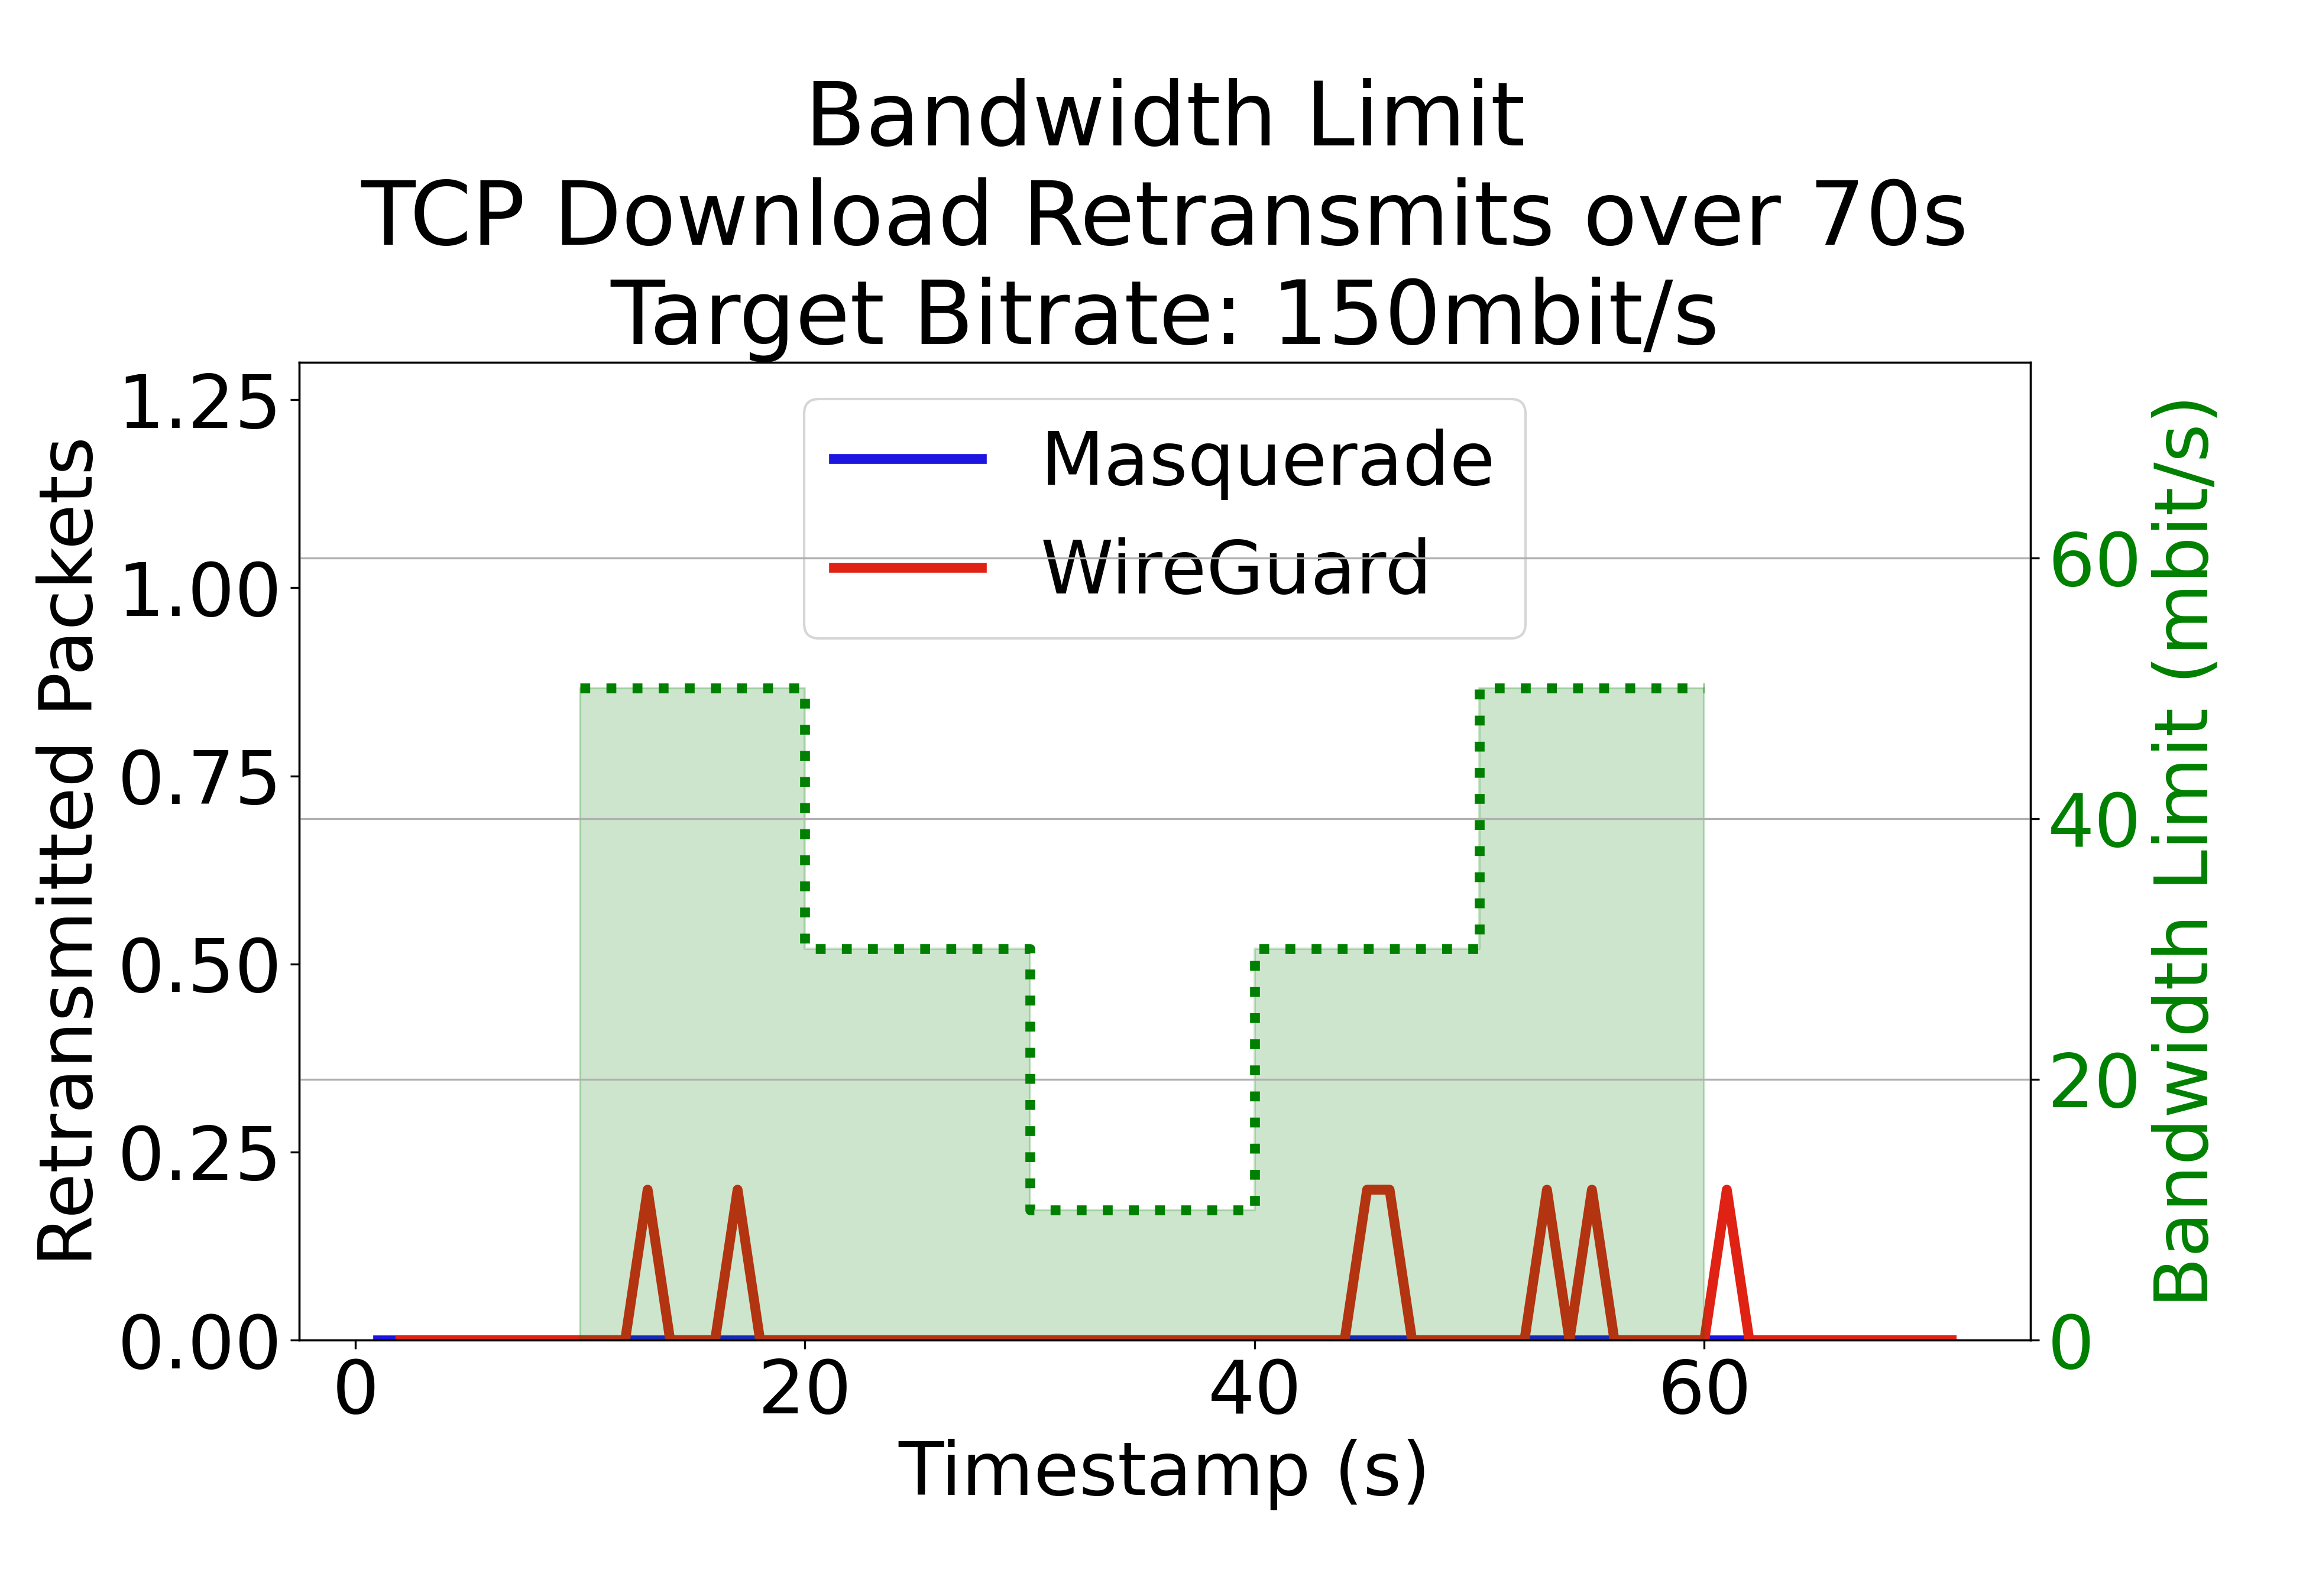 Bandwidth Limit
TCP Download Retransmits over 70s
Target Bitrate: 150mbit/s
Retransmitted Packets
1.25
1.00
0.75
0.50
0.25
0.00
Masquerade
WireGuard
60
40
20
0
Bandwidth Limit (mbit/s)
0 20 40 60
Timestamp (s)